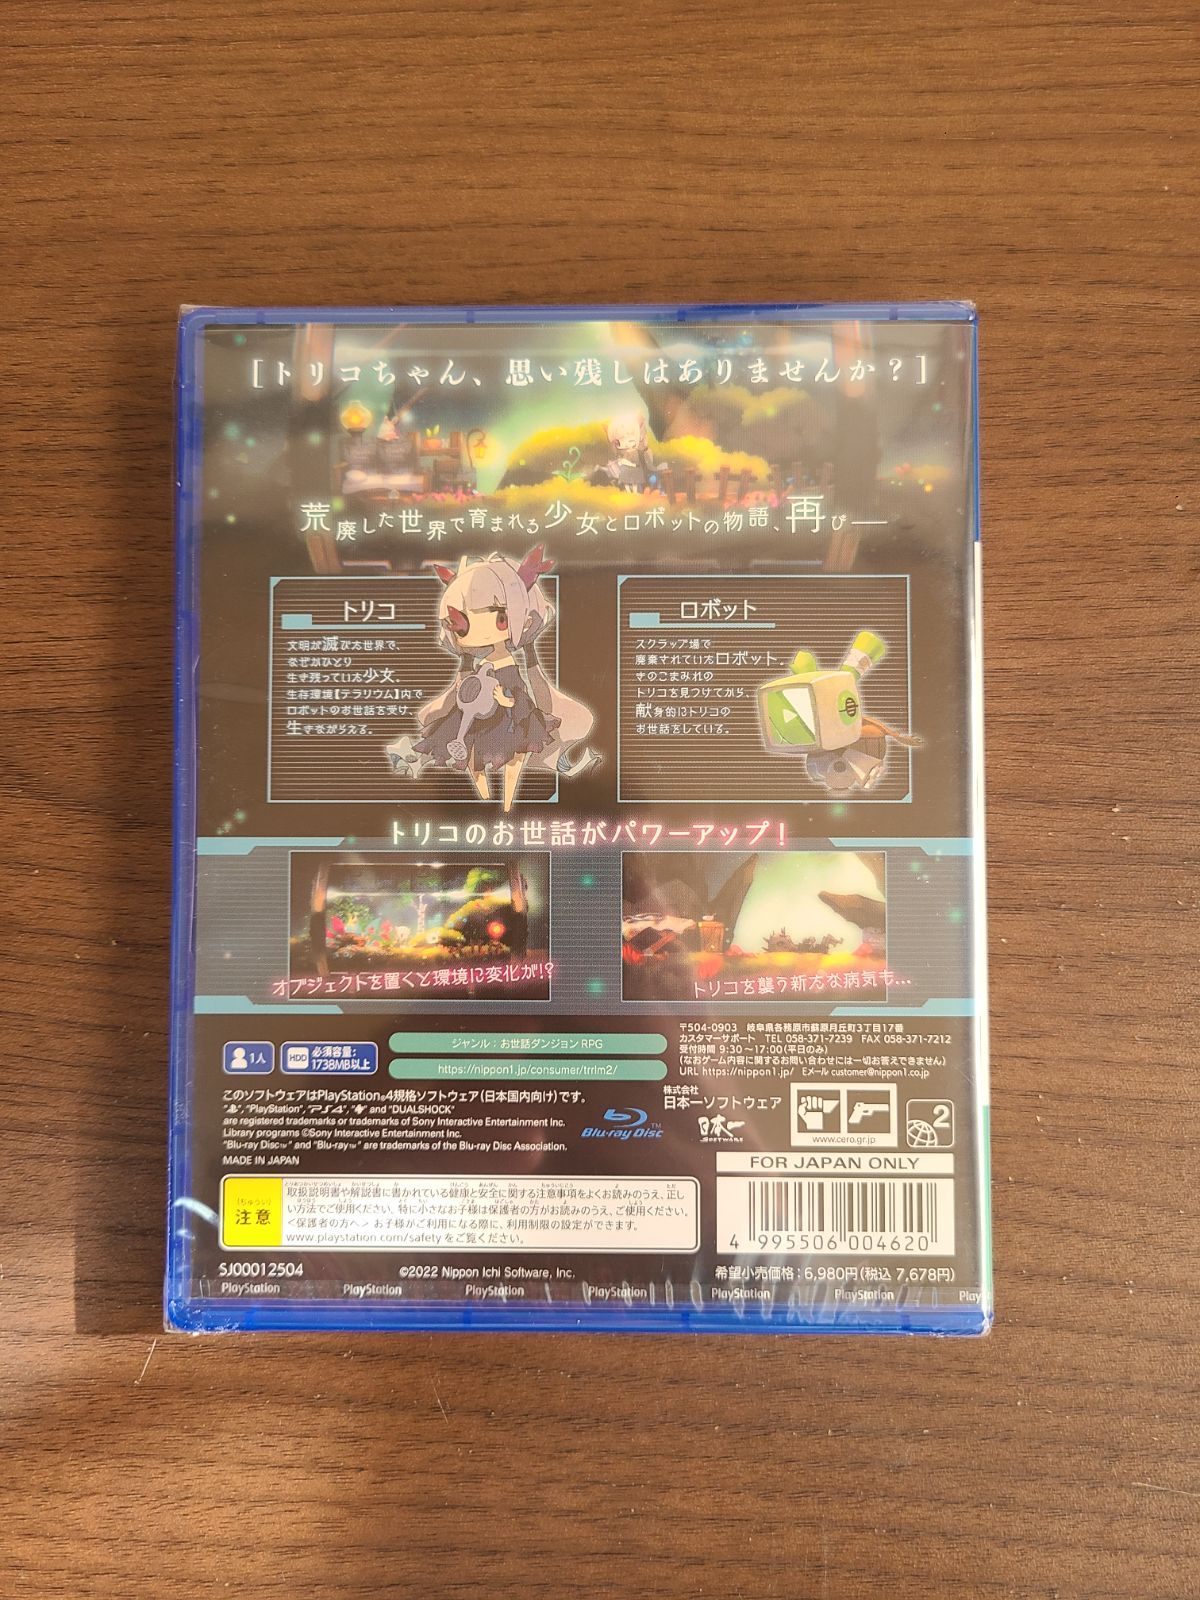 [トリコちゃん、思い残しはありませんか？]
荒廃した世界で育まれる少女とロボットの物語、再び――
トリコ
文明が滅びた世界で、
なぜかひとり
生き残っている少女。
生存環境【テラリウム】内で
ロボットのお世話を受け、
生きながらえる。
ロボット
スクラップ場で
廃棄されていたロボット。
きのこまみれの
トリコを見つけてから、
献身的にトリコの
お世話をしている。
トリコのお世話がパワーアップ！
オブジェクトを置くと環境に変化が!?
トリコを襲う新たな病気も...
1人
HDD 必須容量:
1738MB以上
ジャンル：お世話ダンジョンRPG
https://nippon1.jp/consumer/trrlm2/
〒504-0903 岐阜県各務原市蘇原月丘町3丁目17番
カスタマーサポート TEL 058-371-7239 FAX 058-371-7212
受付時間 9:30～17:00(平日のみ)
(なおゲーム内容に関するお問い合わせには一切お答えできません)
URL https://nippon1.jp/ Eメール customer@nippon1.co.jp
このソフトウェアはPlayStation®4規格ソフトウェア(日本国内向け)です。
"PlayStation", "PS4", and "DUALSHOCK"
are registered trademarks or trademarks of Sony Interactive Entertainment Inc.
Library programs ©Sony Interactive Entertainment Inc.
"Blu-ray Disc™" and "Blu-ray™" are trademarks of the Blu-ray Disc Association.
MADE IN JAPAN
Blu-ray Disc™
株式会社
日本一ソフトウェア
日本一
SOFTWARE
www.cero.gr.jp
2
FOR JAPAN ONLY
注意
取扱説明書や解説書に書かれている健康と安全に関する注意事項をよくお読みのうえ、正し
い方法でご使用ください。特に小さなお子様は保護者の方がお読みのうえ、ご使用ください。
＜保護者の方へ＞ お子様がご利用になる際に、利用制限の設定ができます。
www.playstation.com/safety をご覧ください。
4 995506 004620
SJ00012504
©2022 Nippon Ichi Software, Inc.
希望小売価格：6,980円(税込 7,678円)
PlayStation PlayStation PlayStation PlayStation PlayStation PlayStation Play